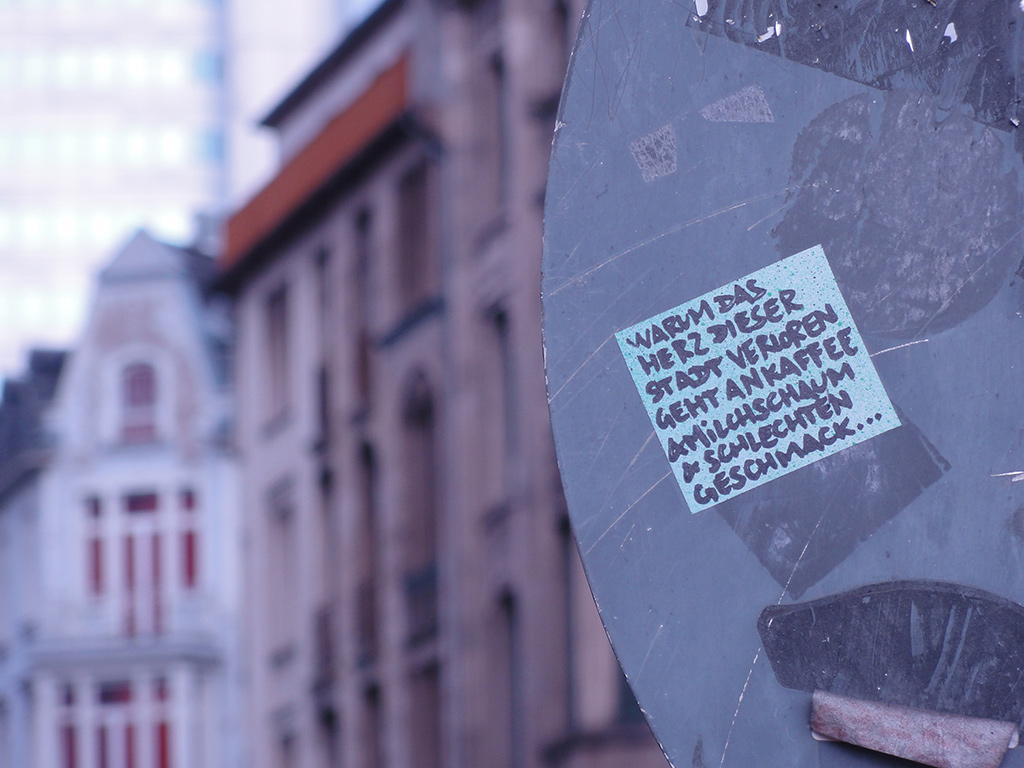 WARUM DAS
HERZ DIESER
STADT VERLOREN
GEHT AN KAFFEE
& MILCHSCHAUM
& SCHLECHTEN
GESCHMACK...